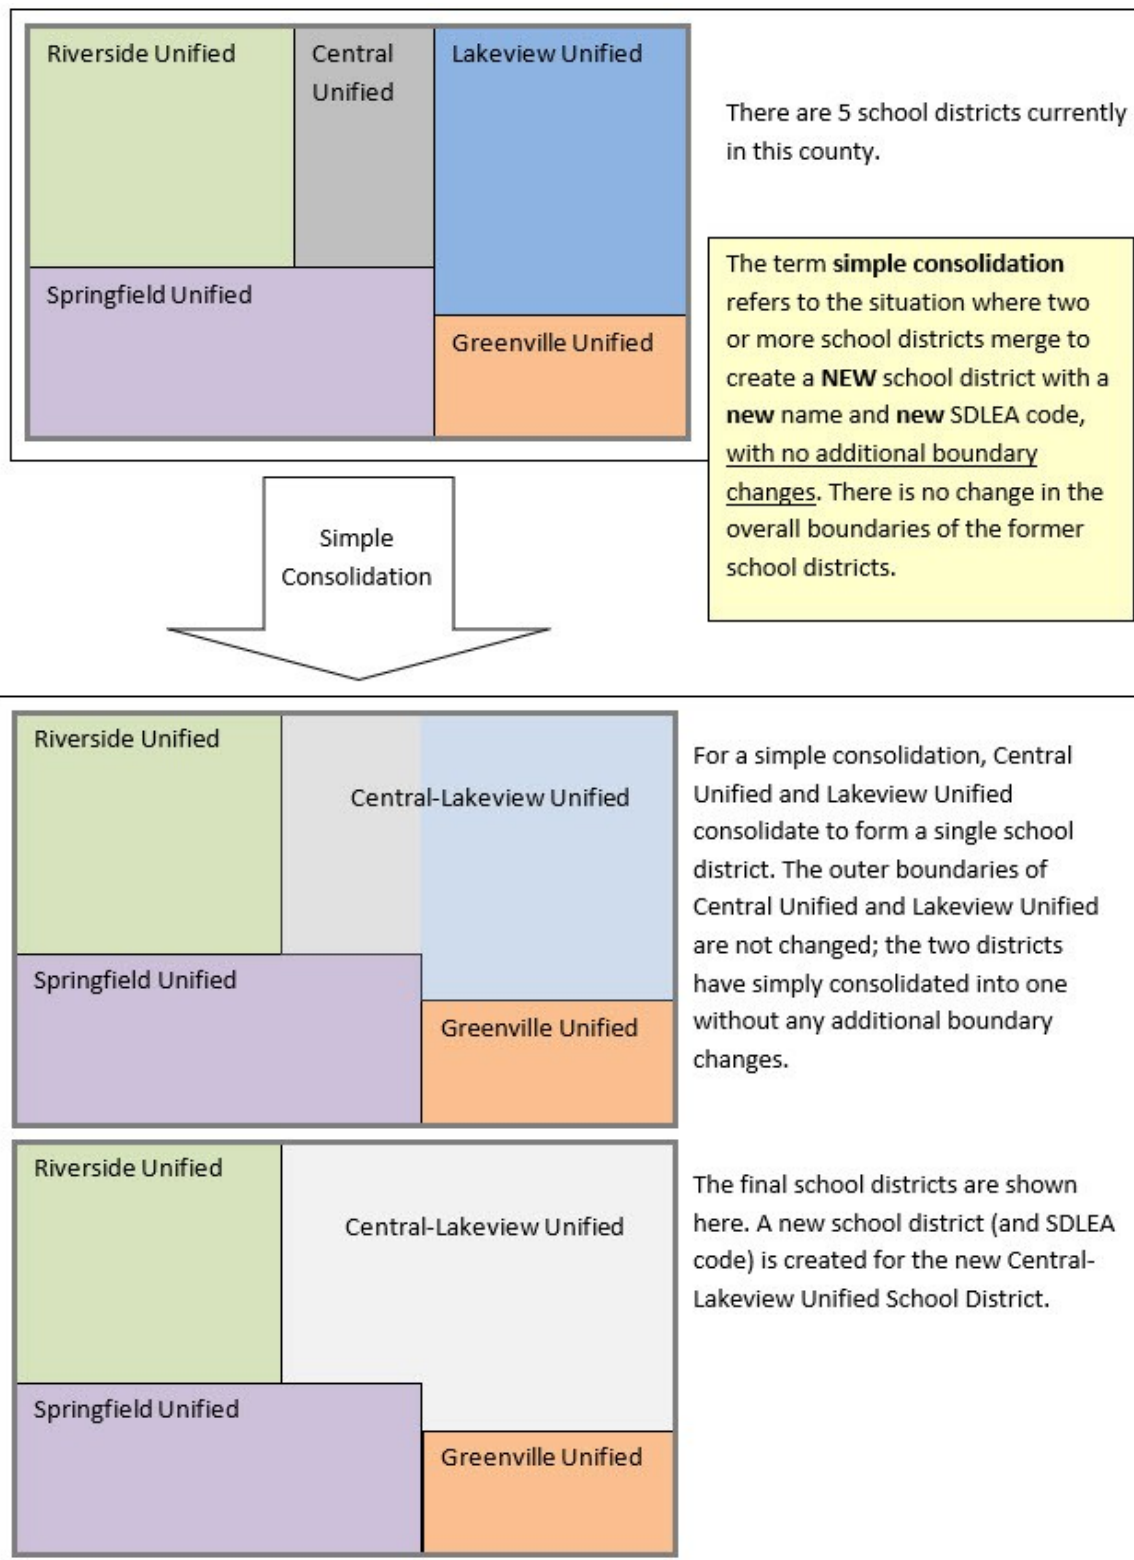 Riverside Unified
Central
Unified
Lakeview Unified
Springfield Unified
Greenville Unified
There are 5 school districts currently
in this county.
The term simple consolidation
refers to the situation where two
or more school districts merge to
create a NEW school district with a
new name and new SDLEA code,
with no additional boundary
changes. There is no change in the
overall boundaries of the former
school districts.
Simple
Consolidation
Riverside Unified
Central-Lakeview Unified
Springfield Unified
Greenville Unified
For a simple consolidation, Central
Unified and Lakeview Unified
consolidate to form a single school
district. The outer boundaries of
Central Unified and Lakeview Unified
are not changed; the two districts
have simply consolidated into one
without any additional boundary
changes.
Riverside Unified
Central-Lakeview Unified
Springfield Unified
Greenville Unified
The final school districts are shown
here. A new school district (and SDLEA
code) is created for the new Central-
Lakeview Unified School District.